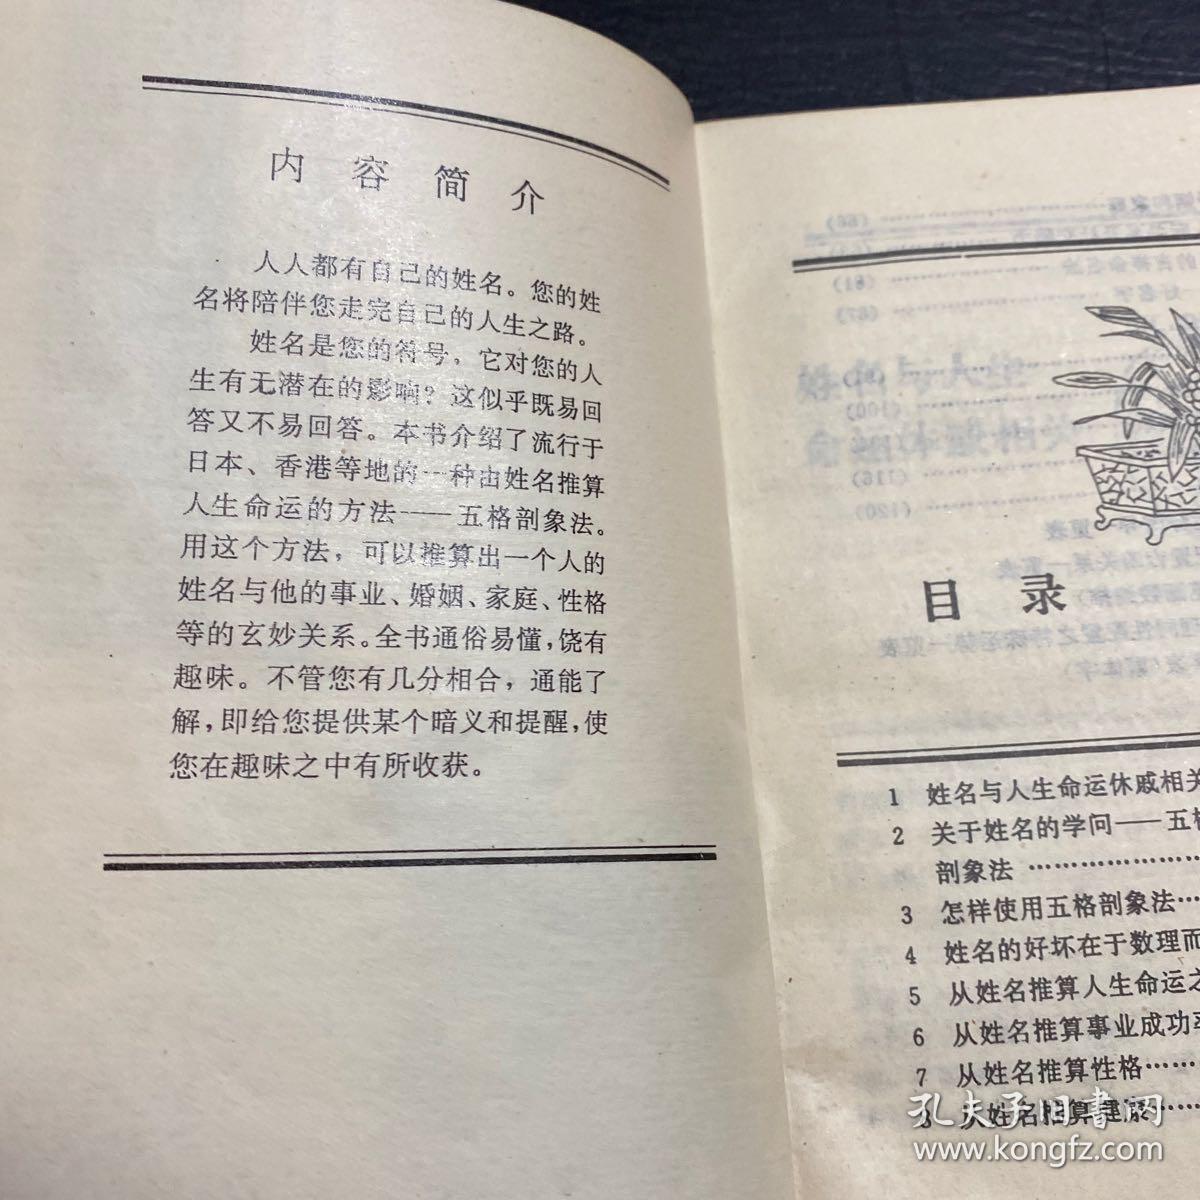 内容简介
人人都有自己的姓名。您的姓
名将陪伴您走完自己的人生之路。
姓名是您的符号，它对您的人
生有无潜在的影响？这似乎既易回
答又不易回答。本书介绍了流行于
日本、香港等地的一种由姓名推算
人生命运的方法——五格剖象法。
用这个方法，可以推算出一个人的
姓名与他的事业、婚姻、家庭、性格
等的玄妙关系。全书通俗易懂，饶有
趣味。不管您有几分相合，通能了
解，即给您提供某个暗义和提醒，使
您在趣味之中有所收获。
目录
1 姓名与人生命运休戚相关
2 关于姓名的学问——五格
剖象法……………………
3 怎样使用五格剖象法…
4 姓名的好坏在于数理而
5 从姓名推算人生命运之
6 从姓名推算事业成功率
7 从姓名推算性格……
8 从姓名推算健康……
孔夫子旧书网
www.kongfz.com